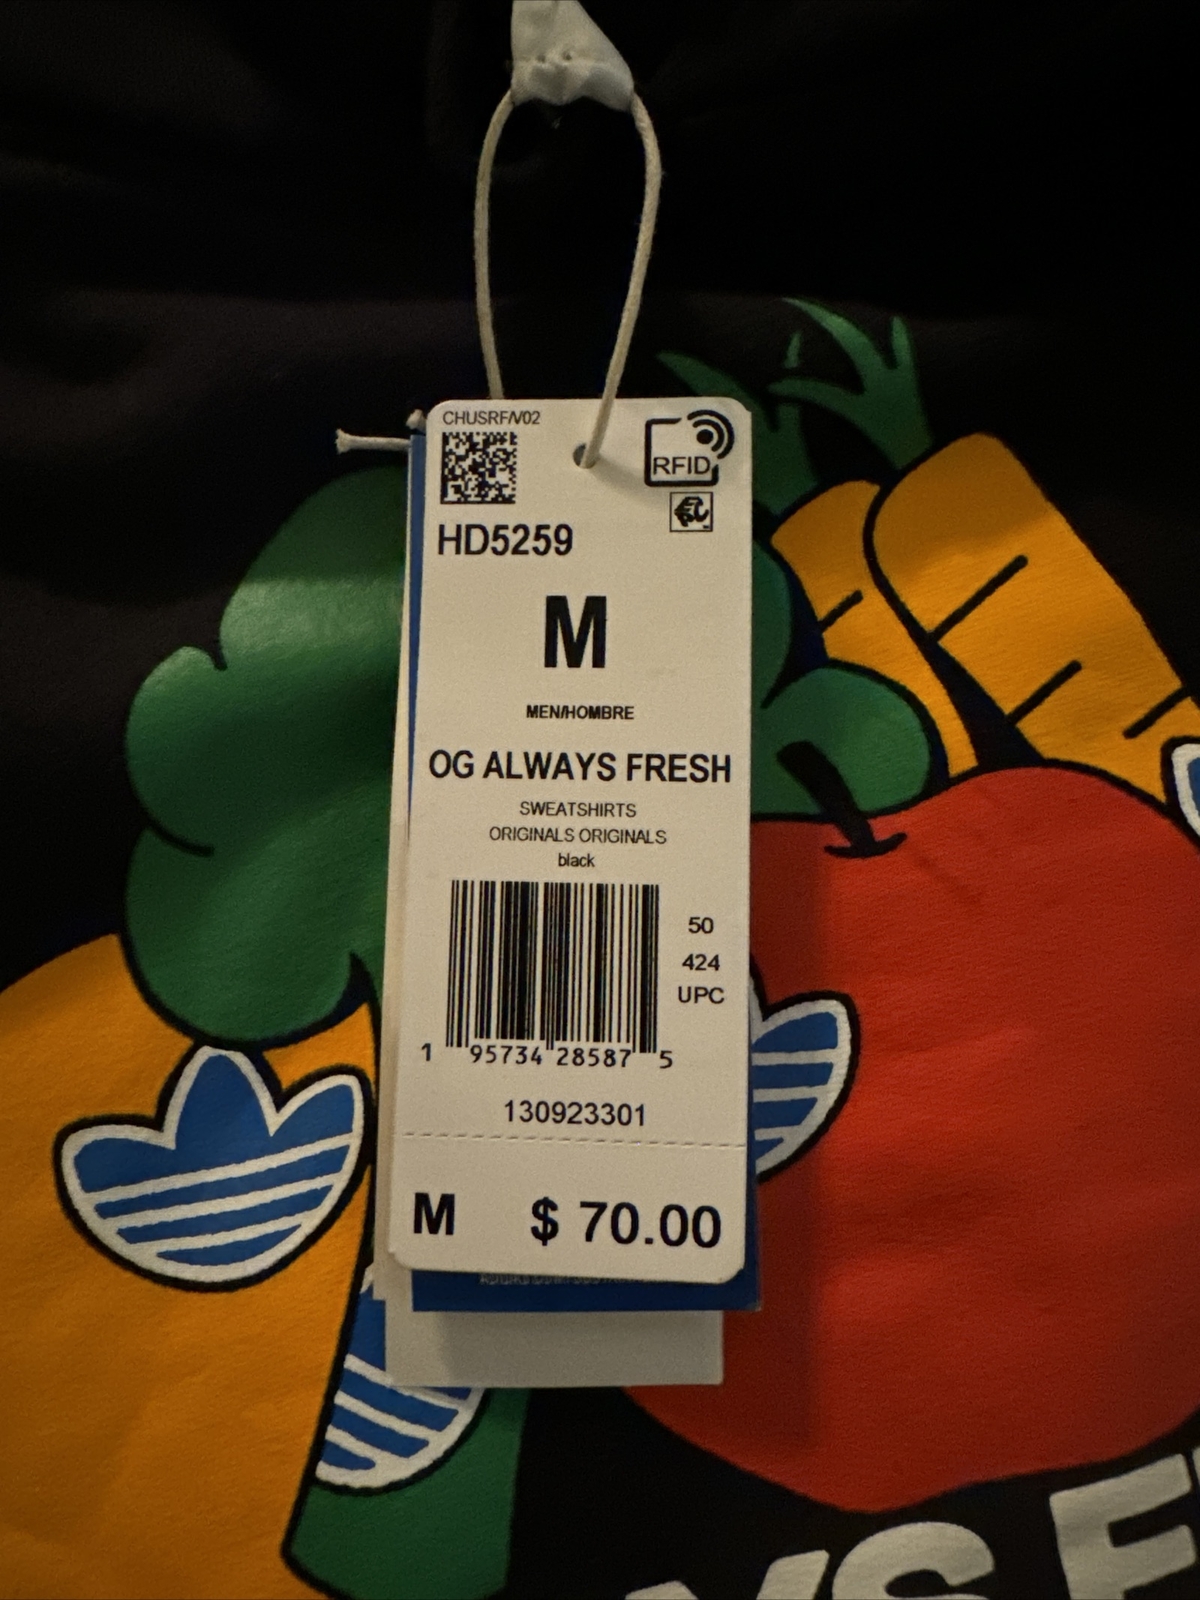 CHUSRF/V02
RFID
HD5259
M
MEN/HOMBRE
OG ALWAYS FRESH
SWEATSHIRTS
ORIGINALS ORIGINALS
black
50
424
UPC
1 95734 28587 5
130923301
M $ 70.00